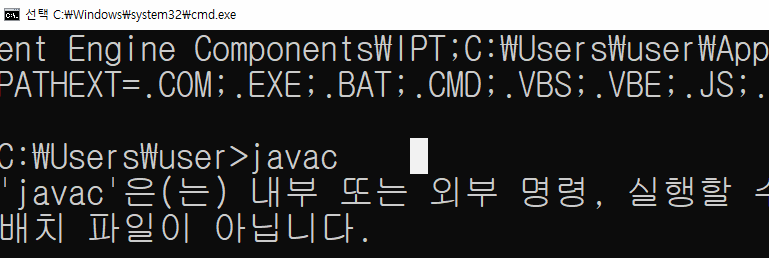 선택 C:₩Windows₩system32₩cmd.exe
ent Engine Components₩IPT;C:₩Users₩user₩App
PATHEXT=.COM;.EXE;.BAT;.CMD;.VBS;.VBE;.JS;.
C:₩Users₩user>javac
'javac'은(는) 내부 또는 외부 명령, 실행할
배치 파일이 아닙니다.